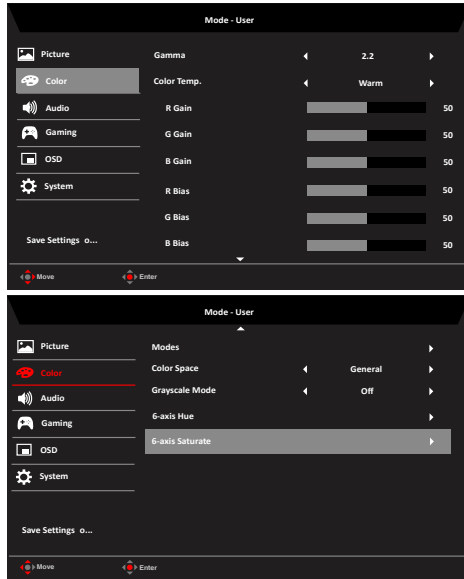 Mode - User
Picture
Gamma 2.2
Color
Color Temp. Warm
Audio
R Gain 50
Gaming
G Gain 50
OSD
B Gain 50
System
R Bias 50
G Bias 50
Save Settings o...
B Bias 50
Move Enter
Mode - User
Picture
Modes
Color
Color Space General
Audio
Grayscale Mode Off
Gaming
6-axis Hue
OSD
6-axis Saturate
System
Save Settings o...
Move Enter